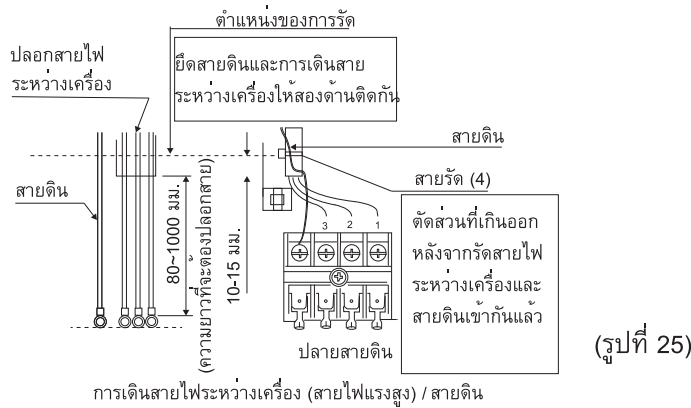 ตำแหน่งของการรัด
ปลอกสายไฟ
ระหว่างเครื่อง
ยึดสายดินและการเดินสาย
ระหว่างเครื่องให้สองด้านติดกัน
สายดิน
สายรัด (4)
สายดิน
80~1000 มม.
(ความยาวที่จะต้องปลอกสาย)
10-15 มม.
3 2 1
ตัดส่วนที่เกินออก
หลังจากรัดสายไฟ
ระหว่างเครื่องและ
สายดินเข้ากันแล้ว
ปลายสายดิน
(รูปที่ 25)
การเดินสายไฟระหว่างเครื่อง (สายไฟแรงสูง) / สายดิน